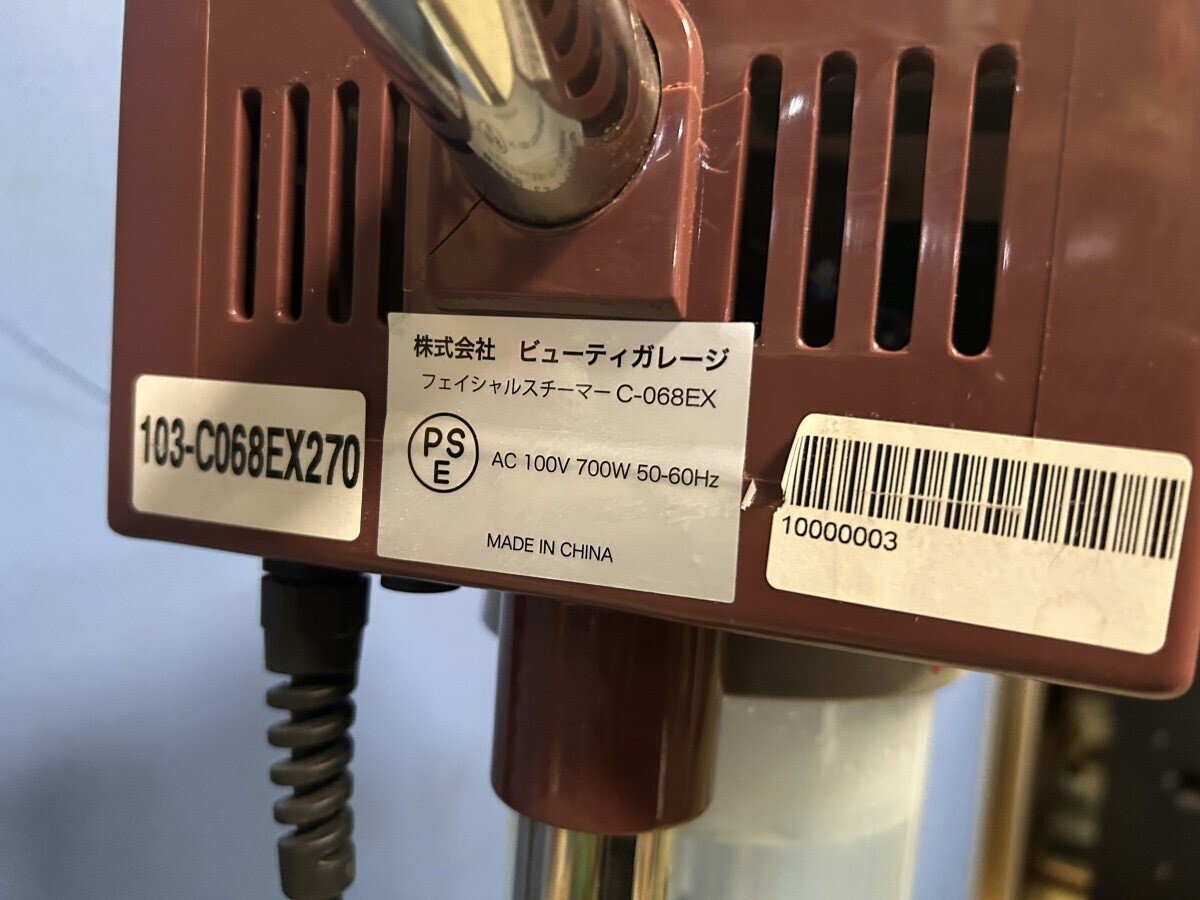 株式会社 ビューティガレージ
フェイシャルスチーマー C-068EX
PS
E
AC 100V 700W 50-60Hz
MADE IN CHINA
103-C068EX270
10000003